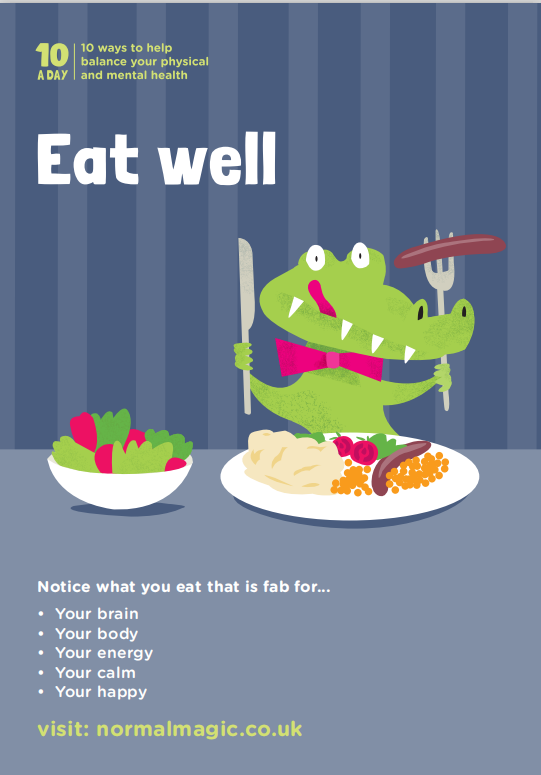 10
A DAY
10 ways to help
balance your physical
and mental health
Eat well
Notice what you eat that is fab for...
• Your brain
• Your body
• Your energy
• Your calm
• Your happy
visit: normalmagic.co.uk